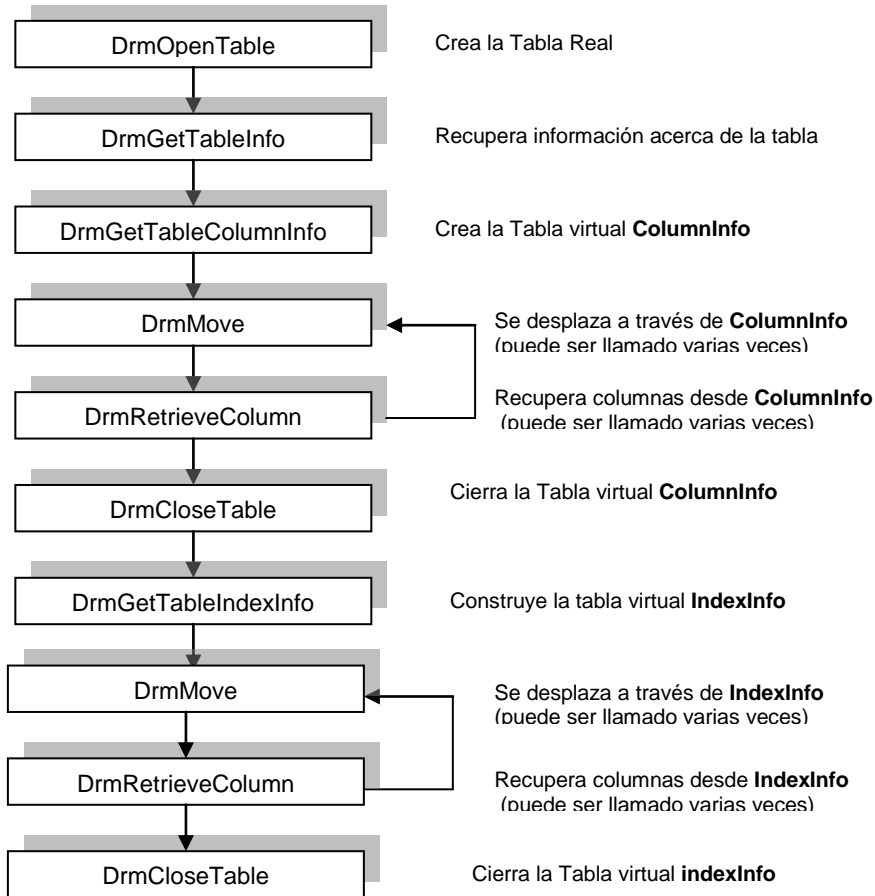 DrmOpenTable
Crea la Tabla Real
DrmGetTableInfo
Recupera información acerca de la tabla
DrmGetTableColumnInfo
Crea la Tabla virtual ColumnInfo
DrmMove
Se desplaza a través de ColumnInfo
(puede ser llamado varias veces)
DrmRetrieveColumn
Recupera columnas desde ColumnInfo
(puede ser llamado varias veces)
DrmCloseTable
Cierra la Tabla virtual ColumnInfo
DrmGetTableIndexInfo
Construye la tabla virtual IndexInfo
DrmMove
Se desplaza a través de IndexInfo
(puede ser llamado varias veces)
DrmRetrieveColumn
Recupera columnas desde IndexInfo
(puede ser llamado varias veces)
DrmCloseTable
Cierra la Tabla virtual indexInfo